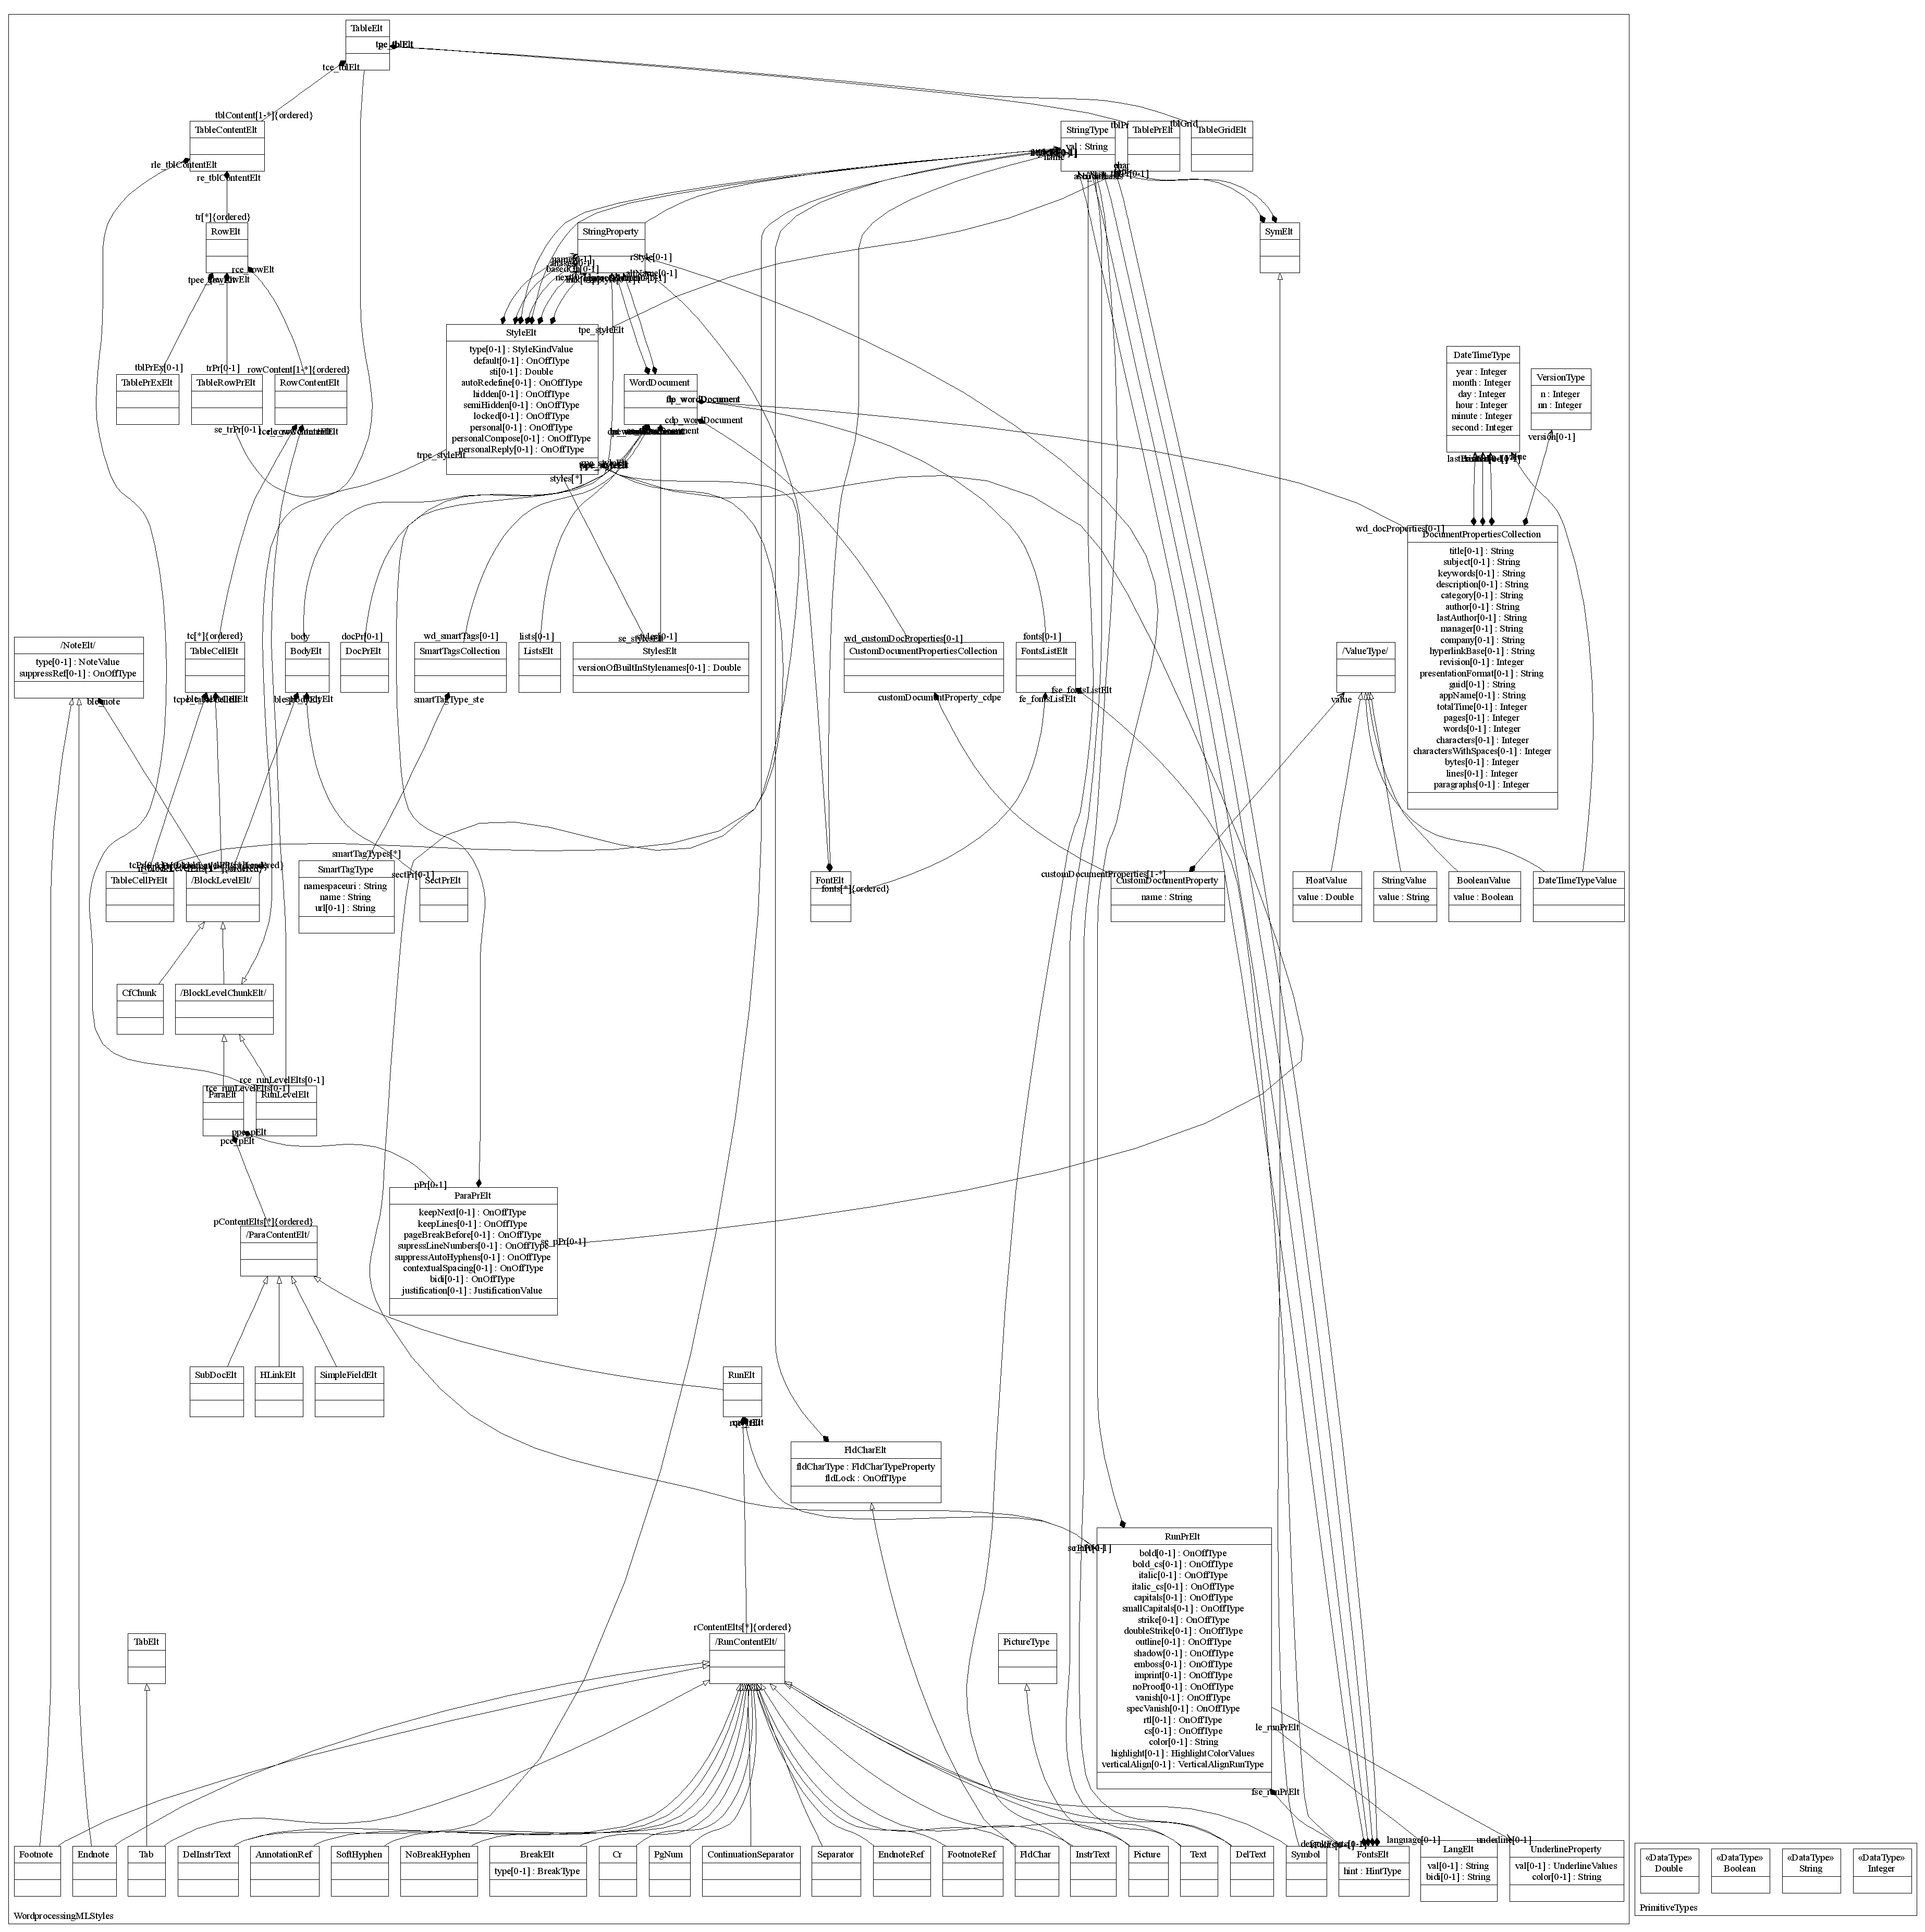 TableElt
tce_tblElt
tblContent[1-*]{ordered}
TableContentElt
StringType
val : String
TablePrElt
tblGrid
TableGridElt
rle_tblContentElt
re_tblContentElt
tr[*]{ordered}
RowElt
StringProperty
rStyle[0-1]
SymElt
rce_rowElt
tpe_styleElt
StyleElt
type[0-1] : StyleKindValue
default[0-1] : OnOffType
sti[0-1] : Double
autoRedefine[0-1] : OnOffType
hidden[0-1] : OnOffType
semiHidden[0-1] : OnOffType
locked[0-1] : OnOffType
personal[0-1] : OnOffType
personalCompose[0-1] : OnOffType
personalReply[0-1] : OnOffType
DateTimeType
year : Integer
month : Integer
day : Integer
hour : Integer
minute : Integer
second : Integer
VersionType
n : Integer
nn : Integer
version[0-1]
tblPrEx[0-1]
trPr[0-1]
rowContent[1-*]{ordered}
TablePrExElt
TableRowPrElt
RowContentElt
WordDocument
cdp_wordDocument
se_trPr[0-1]
trpe_styleElt
styles[*]
wd_docProperties[0-1]
DocumentPropertiesCollection
title[0-1] : String
subject[0-1] : String
keywords[0-1] : String
description[0-1] : String
category[0-1] : String
author[0-1] : String
lastAuthor[0-1] : String
manager[0-1] : String
company[0-1] : String
hyperlinkBase[0-1] : String
revision[0-1] : Integer
presentationFormat[0-1] : String
guid[0-1] : String
appName[0-1] : String
totalTime[0-1] : Integer
pages[0-1] : Integer
words[0-1] : Integer
characters[0-1] : Integer
charactersWithSpaces[0-1] : Integer
bytes[0-1] : Integer
lines[0-1] : Integer
paragraphs[0-1] : Integer
/NoteElt/
type[0-1] : NoteValue
suppressRef[0-1] : OnOffType
ble_note
tc[*]{ordered}
TableCellElt
body
BodyElt
docPr[0-1]
DocPrElt
wd_smartTags[0-1]
SmartTagsCollection
smartTagType_ste
lists[0-1]
ListsElt
StylesElt
versionOfBuiltInStylenames[0-1] : Double
wd_customDocProperties[0-1]
CustomDocumentPropertiesCollection
customDocumentProperty_cdpe
fonts[0-1]
FontsListElt
fse_fontsListElt
fe_fontsListElt
/ValueType/
value
TableCellPrElt
/BlockLevelElt/
smartTagTypes[*]
SmartTagType
namespaceuri : String
name : String
url[0-1] : String
sectPr[0-1]
SectPrElt
FontElt
fonts[*]{ordered}
customDocumentProperties[1-*]
CustomDocumentProperty
name : String
FloatValue
value : Double
StringValue
value : String
BooleanValue
value : Boolean
DateTimeTypeValue
CfChunk
/BlockLevelChunkElt/
rce_runLevelElts[0-1]
tce_runLevelElts[0-1]
ParaElt
RunLevelElt
ppe_pElt
pce_pElt
pPr[0-1]
ParaPrElt
keepNext[0-1] : OnOffType
keepLines[0-1] : OnOffType
pageBreakBefore[0-1] : OnOffType
supressLineNumbers[0-1] : OnOffType
suppressAutoHyphens[0-1] : OnOffType
contextualSpacing[0-1] : OnOffType
bidi[0-1] : OnOffType
justification[0-1] : JustificationValue
se_pPr[0-1]
pContentElts[*]{ordered}
/ParaContentElt/
SubDocElt
HLinkElt
SimpleFieldElt
RunElt
FldCharElt
fldCharType : FldCharTypeProperty
fldLock : OnOffType
RunPrElt
bold[0-1] : OnOffType
bold_cs[0-1] : OnOffType
italic[0-1] : OnOffType
italic_cs[0-1] : OnOffType
capitals[0-1] : OnOffType
smallCapitals[0-1] : OnOffType
strike[0-1] : OnOffType
doubleStrike[0-1] : OnOffType
outline[0-1] : OnOffType
shadow[0-1] : OnOffType
emboss[0-1] : OnOffType
imprint[0-1] : OnOffType
noProof[0-1] : OnOffType
vanish[0-1] : OnOffType
specVanish[0-1] : OnOffType
rtl[0-1] : OnOffType
cs[0-1] : OnOffType
color[0-1] : String
highlight[0-1] : HighlightColorValues
verticalAlign[0-1] : VerticalAlignRunType
le_runPrElt
fse_runPrElt
TabElt
rContentElts[*]{ordered}
/RunContentElt/
PictureType
language[0-1]
underline[0-1]
Footnote
Endnote
Tab
DelInstrText
AnnotationRef
SoftHyphen
NoBreakHyphen
BreakElt
type[0-1] : BreakType
Cr
PgNum
ContinuationSeparator
Separator
EndnoteRef
FootnoteRef
FldChar
InstrText
Picture
Text
DelText
Symbol
FontsElt
hint : HintType
LangElt
val[0-1] : String
bidi[0-1] : String
UnderlineProperty
val[0-1] : UnderlineValues
color[0-1] : String
WordprocessingMLStyles
«DataType»
Double
«DataType»
Boolean
«DataType»
String
«DataType»
Integer
PrimitiveTypes